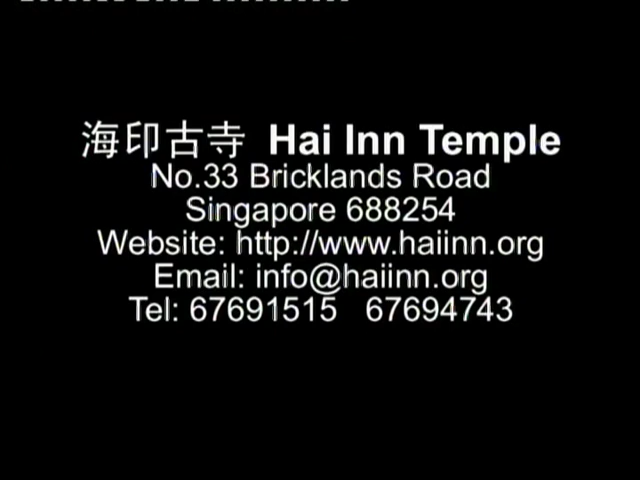 海印古寺 Hai Inn Temple
No.33 Bricklands Road
Singapore 688254
Website: http://www.haiinn.org
Email: info@haiinn.org
Tel: 67691515 67694743